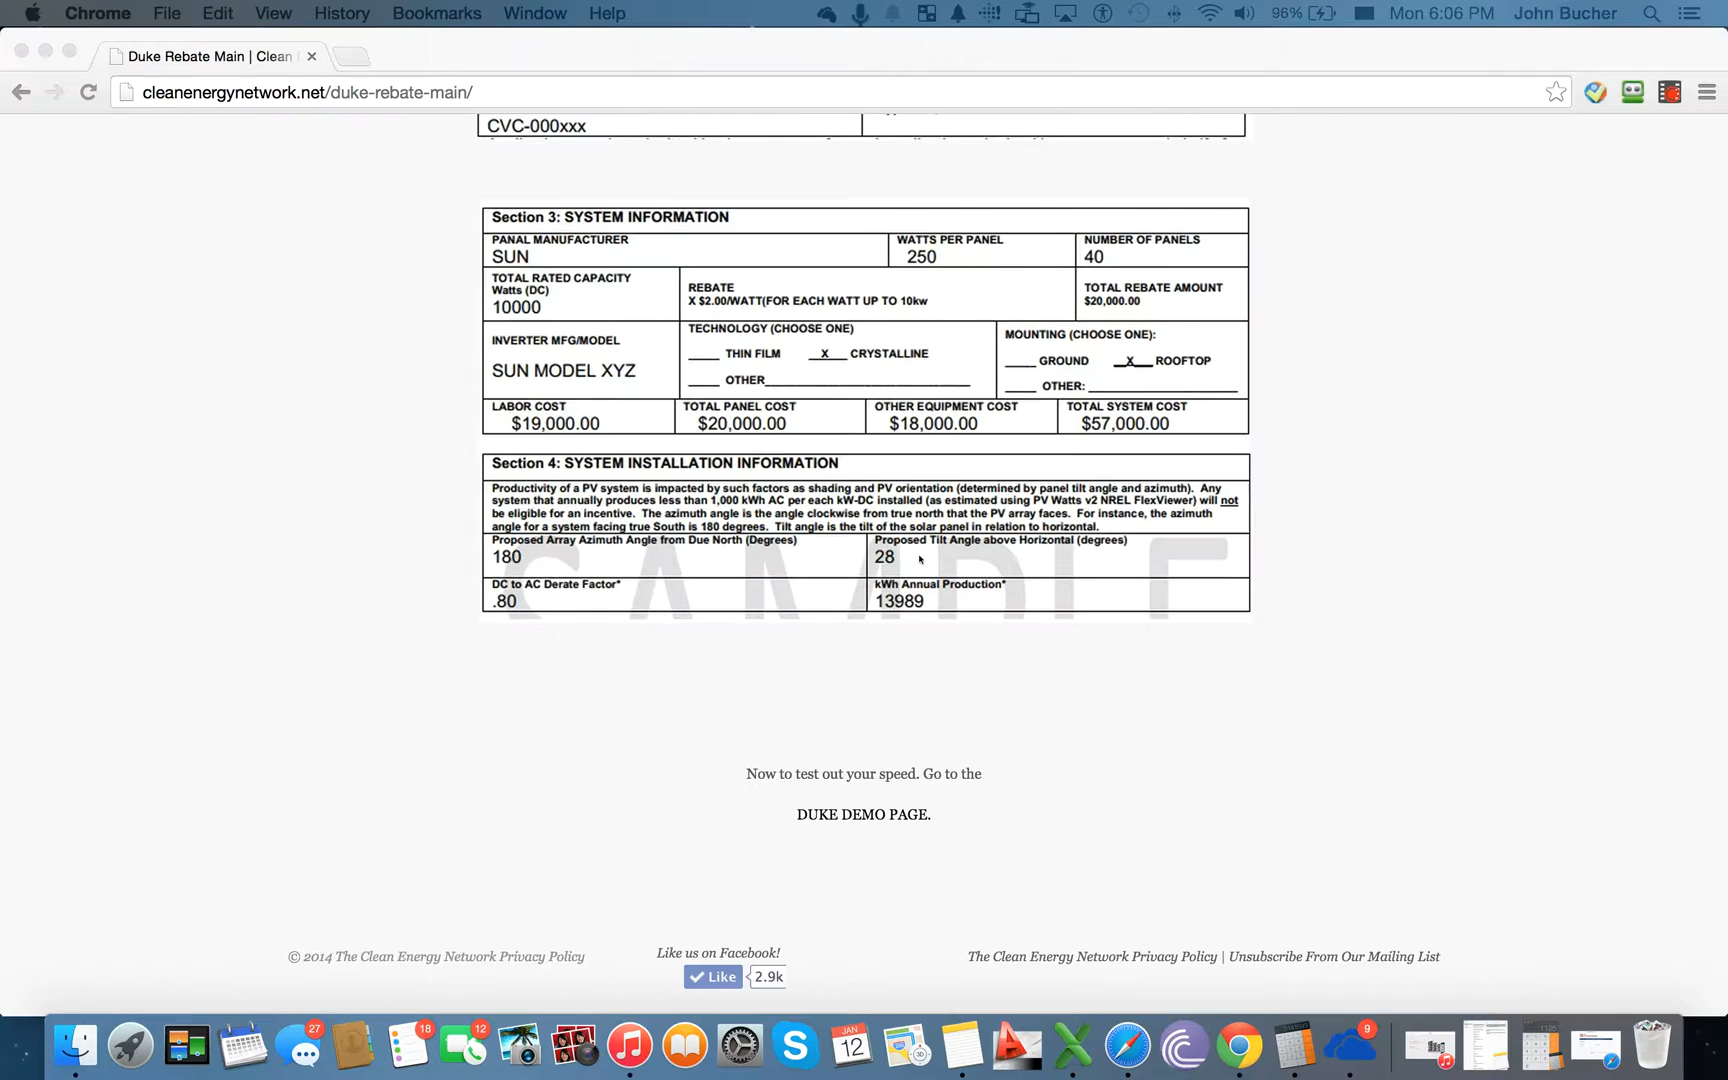 Chrome File Edit View History Bookmarks Window Help 96% Mon 6:06 PM John Bucher
Duke Rebate Main | Clean
cleanenergynetwork.net/duke-rebate-main/
CVC-000xxx
Section 3: SYSTEM INFORMATION
PANAL MANUFACTURER WATTS PER PANEL NUMBER OF PANELS
SUN 250 40
TOTAL RATED CAPACITY
Watts (DC)
10000
REBATE
X $2.00/WATT(FOR EACH WATT UP TO 10kw
TOTAL REBATE AMOUNT
$20,000.00
INVERTER MFG/MODEL
SUN MODEL XYZ
TECHNOLOGY (CHOOSE ONE)
____ THIN FILM __X__ CRYSTALLINE
____ OTHER____________________
MOUNTING (CHOOSE ONE):
____ GROUND __X__ ROOFTOP
____ OTHER: ____________________
LABOR COST TOTAL PANEL COST OTHER EQUIPMENT COST TOTAL SYSTEM COST
$19,000.00 $20,000.00 $18,000.00 $57,000.00
Section 4: SYSTEM INSTALLATION INFORMATION
Productivity of a PV system is impacted by such factors as shading and PV orientation (determined by panel tilt angle and azimuth). Any
system that annually produces less than 1,000 kWh AC per each kW-DC installed (as estimated using PV Watts v2 NREL FlexViewer) will not
be eligible for an incentive. The azimuth angle is the angle clockwise from true north that the PV array faces. For instance, the azimuth
angle for a system facing true South is 180 degrees. Tilt angle is the tilt of the solar panel in relation to horizontal.
Proposed Array Azimuth Angle from Due North (Degrees) Proposed Tilt Angle above Horizontal (degrees)
180 28
DC to AC Derate Factor* kWh Annual Production*
.80 13989
SAMPLE
Now to test out your speed. Go to the
DUKE DEMO PAGE.
© 2014 The Clean Energy Network Privacy Policy
Like us on Facebook!
Like 2.9k
The Clean Energy Network Privacy Policy | Unsubscribe From Our Mailing List
27 18 12 9
JAN
12
3D